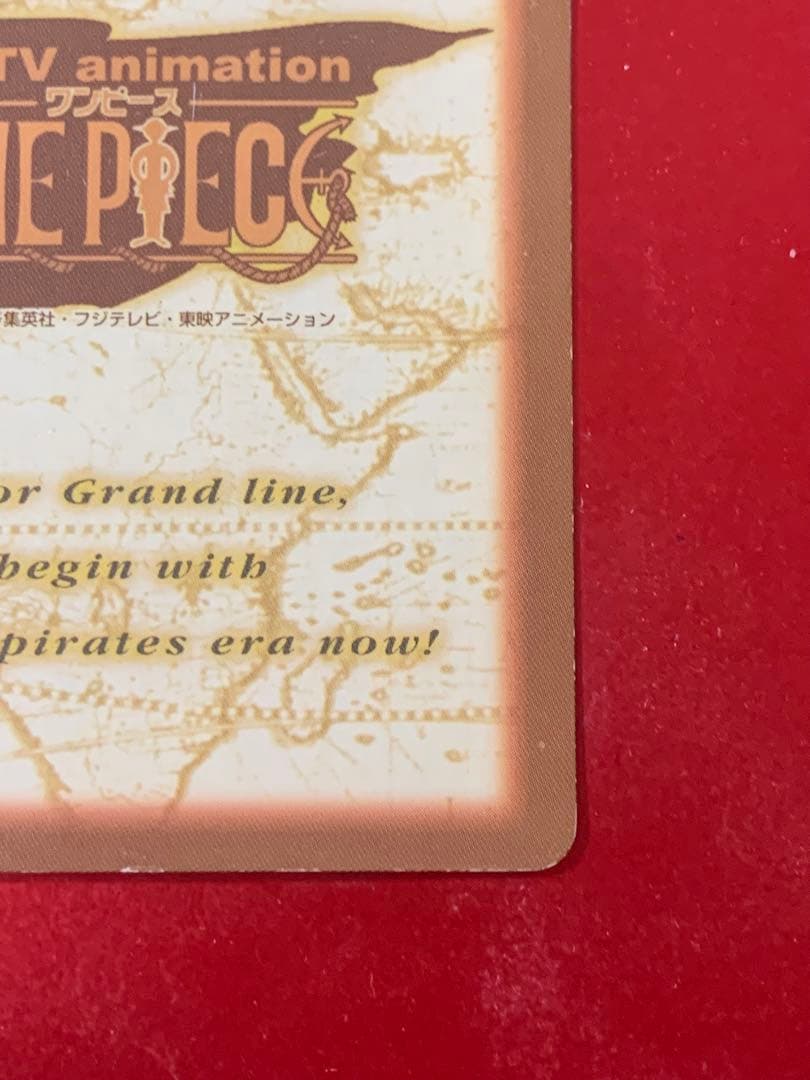 TV animation
ワンピース
NE PIECE
集英社・フジテレビ・東映アニメーション
or Grand line,
begin with
pirates era now!